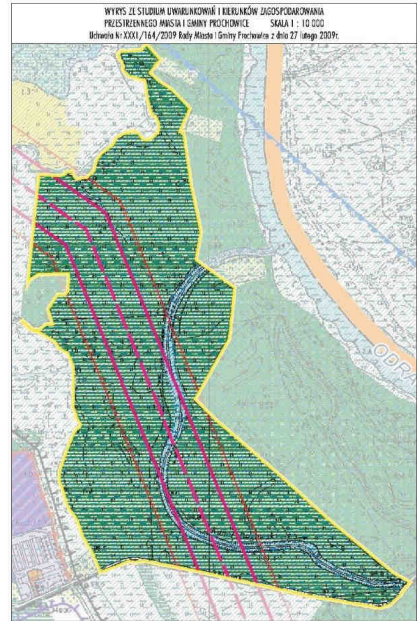 WYRYS ZE STUDIUM UWARUNKOWAŃ I KIERUNKÓW ZAGOSPODAROWANIA
PRZESTRZENNEGO MIASTA I GMINY PROCHOWICE SKALA 1 : 10 000
Uchwała Nr XXXI/164/2009 Rady Miasta i Gminy Prochowice z dnia 27 lutego 2009r.
ODR